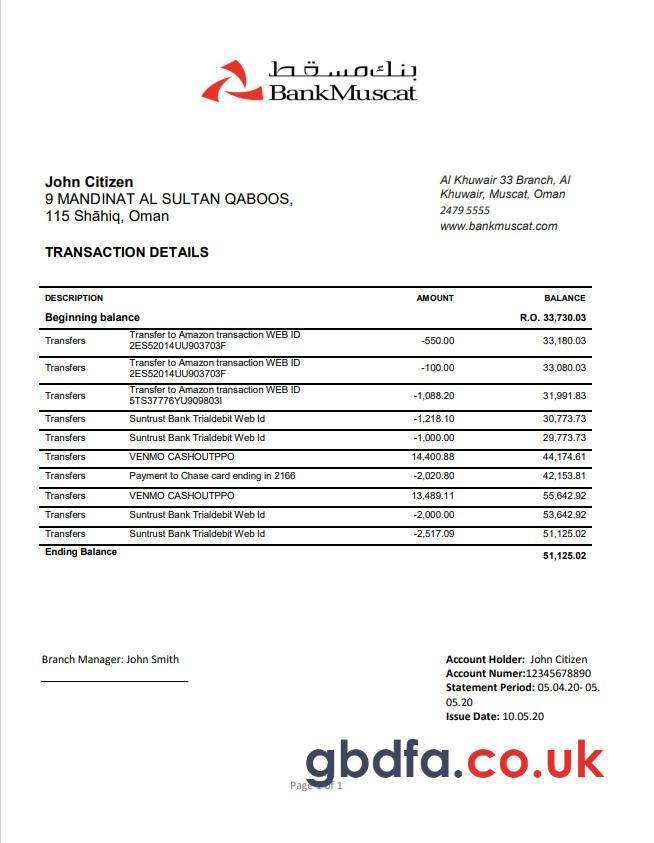 بنك مسقط
BankMuscat
John Citizen
9 MANDINAT AL SULTAN QABOOS,
115 Shāhiq, Oman
Al Khuwair 33 Branch, Al
Khuwair, Muscat, Oman
2479 5555
www.bankmuscat.com
TRANSACTION DETAILS
DESCRIPTION AMOUNT BALANCE
Beginning balance R.O. 33,730.03
Transfers Transfer to Amazon transaction WEB ID
2ES52014UU903703F -550.00 33,180.03
Transfers Transfer to Amazon transaction WEB ID
2ES52014UU903703F -100.00 33,080.03
Transfers Transfer to Amazon transaction WEB ID
5TS37776YU909803I -1,088.20 31,991.83
Transfers Suntrust Bank Trialdebit Web Id -1,218.10 30,773.73
Transfers Suntrust Bank Trialdebit Web Id -1,000.00 29,773.73
Transfers VENMO CASHOUTPPO 14,400.88 44,174.61
Transfers Payment to Chase card ending in 2166 -2,020.80 42,153.81
Transfers VENMO CASHOUTPPO 13,489.11 55,642.92
Transfers Suntrust Bank Trialdebit Web Id -2,000.00 53,642.92
Transfers Suntrust Bank Trialdebit Web Id -2,517.09 51,125.02
Ending Balance 51,125.02
Branch Manager: John Smith
Account Holder: John Citizen
Account Numer:12345678890
Statement Period: 05.04.20- 05.
05.20
Issue Date: 10.05.20
gbdfa.co.uk
Page 1 of 1